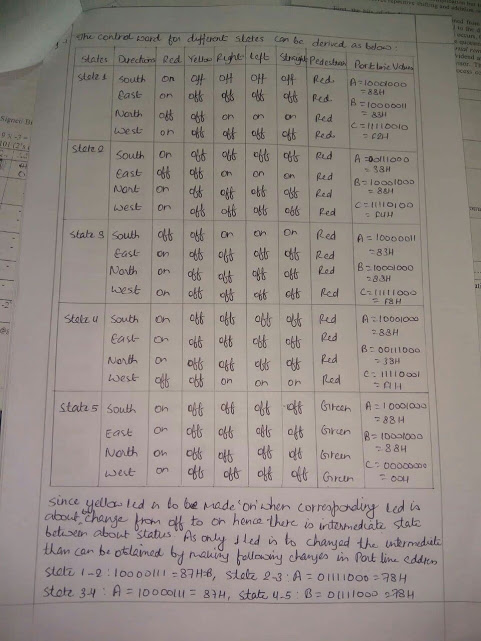 The control word for different states can be derived as below:
States Direction Red Yellow Right Left Straight Pedestrian Port line Values
State 1 South on off off off off Red A = 10001000
= 88H
East on off off off off Red
North off off on on on Red B = 10000011
= 83H
West on off off off off Red C = 11110010
= F2H
State 2 South on off off off off Red A = 00111000
= 38H
East off off on on on Red
Nort on off off off off Red B = 10001000
= 88H
West on off off off off Red C = 11110100
= F4H
State 3 South off off on on on Red A = 10000011
= 83H
East on off off off off Red
North on off off off off Red B = 10001000
= 88H
West on off off off off Red C = 11111000
= F8H
State 4 South on off off off off Red A = 10001000
= 88H
East on off off off off Red
North on off off off off Red B = 00111000
= 38H
West off off on on on Red C = 11110001
= F1H
State 5 South on off off off off Green A = 10001000
= 88H
East on off off off off Green B = 10001000
= 88H
North on off off off off Green
West on off off off off Green C = 00000000
= 00H
Since yellow led is to be made 'on' when corresponding led is
about by change from off to on hence there is intermediate state
between about status. As only 1 led is to changed the intermediate
than can be obtained by making following changes in Port line address
State 1-2 : 10000111 = 87H-B, State 2-3 : A = 01111000 = 78H
State 3-4 : A = 10000111 = 87H, State 4-5 : B = 01111000 = 78H